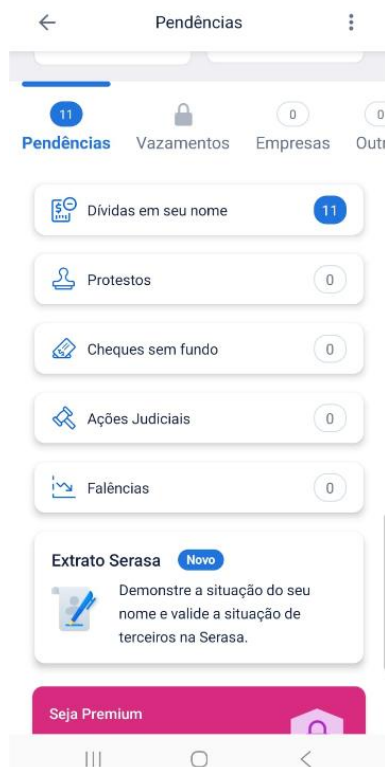 Pendências
11
0
0
Pendências Vazamentos Empresas Outr
Dívidas em seu nome 11
Protestos 0
Cheques sem fundo 0
Ações Judiciais 0
Falências 0
Extrato Serasa Novo
Demonstre a situação do seu
nome e valide a situação de
terceiros na Serasa.
Seja Premium